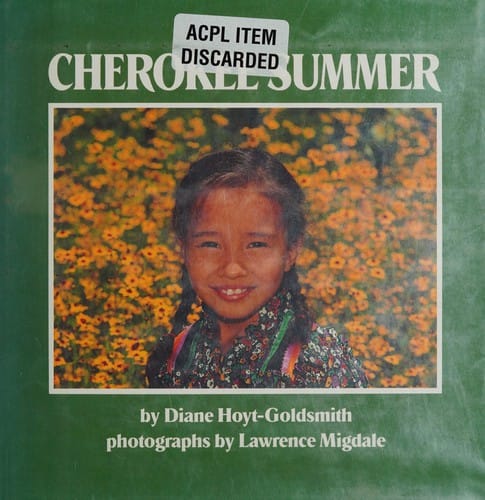 ACPL ITEM
DISCARDED
CHEROKEE SUMMER
by Diane Hoyt-Goldsmith
photographs by Lawrence Migdale